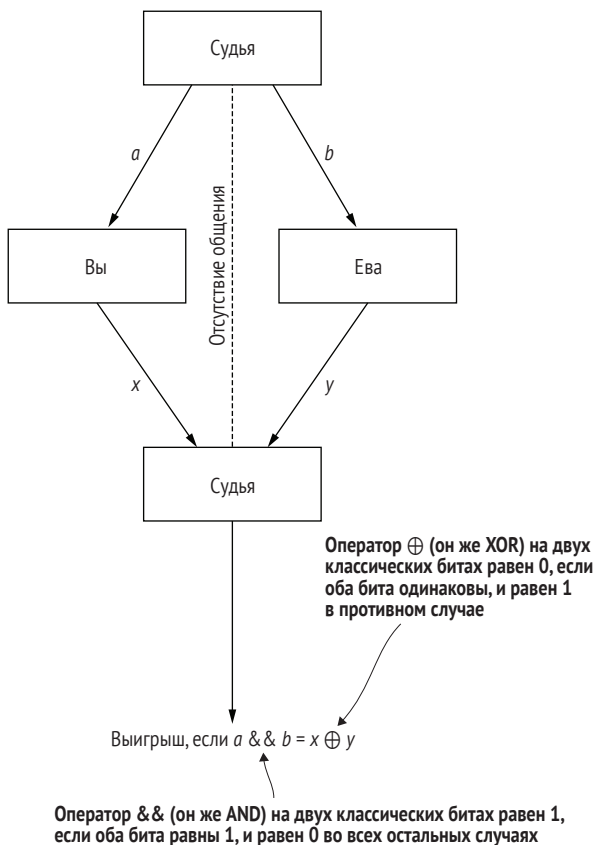 Судья
a
b
Отсутствие общения
Вы
Ева
x
y
Судья
Оператор ⊕ (он же XOR) на двух
классических битах равен 0, если
оба бита одинаковы, и равен 1
в противном случае
Выигрыш, если a && b = x ⊕ y
Оператор && (он же AND) на двух классических битах равен 1,
если оба бита равны 1, и равен 0 во всех остальных случаях